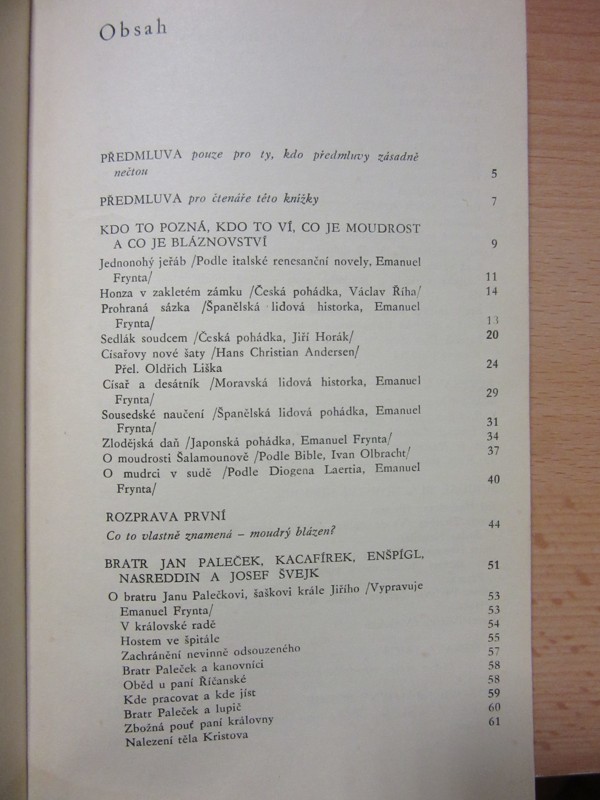 Obsah
PŘEDMLUVA pouze pro ty, kdo předmluvy zásadně
nečtou 5
PŘEDMLUVA pro čtenáře této knížky 7
KDO TO POZNÁ, KDO TO VÍ, CO JE MOUDROST
A CO JE BLÁZNOVSTVÍ 9
Jednonohý jeřáb /Podle italské renesanční novely, Emanuel
Frynta/ 11
Honza v zakletém zámku /Česká pohádka, Václav Říha/ 14
Prohraná sázka /Španělská lidová historka, Emanuel
Frynta/ 13
Sedlák soudcem /Česká pohádka, Jiří Horák/ 20
Císařovy nové šaty /Hans Christian Andersen/
Přel. Oldřich Liška 24
Císař a desátník /Moravská lidová historka, Emanuel
Frynta/ 29
Sousedské naučení /Španělská lidová pohádka, Emanuel
Frynta/ 31
Zlodějská daň /Japonská pohádka, Emanuel Frynta/ 34
O moudrosti Šalamounově /Podle Bible, Ivan Olbracht/ 37
O mudrci v sudě /Podle Diogena Laertia, Emanuel
Frynta/ 40
ROZPRAVA PRVNÍ
Co to vlastně znamená – moudrý blázen? 44
BRATR JAN PALEČEK, KACAFÍREK, ENŠPÍGL,
NASREDDIN A JOSEF ŠVEJK 51
O bratru Janu Palečkovi, šaškovi krále Jiřího /Vypravuje
Emanuel Frynta/ 53
V královské radě 53
Hostem ve špitále 54
Zachránění nevinně odsouzeného 55
Bratr Paleček a kanovníci 57
Oběd u paní Říčanské 58
Kde pracovat a kde jíst 58
Bratr Paleček a lupič 59
Zbožná pouť paní královny 60
Nalezení těla Kristova 61